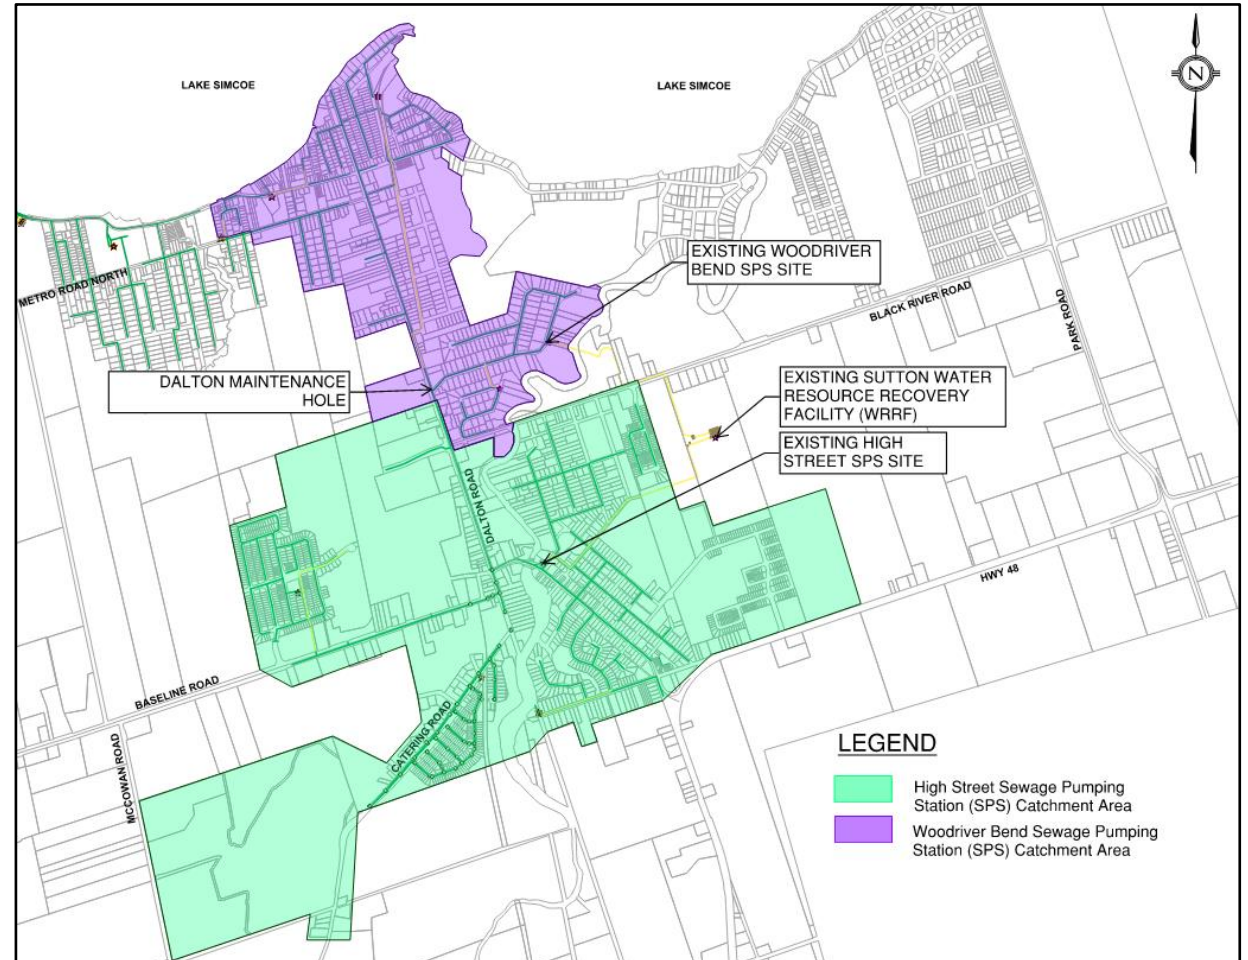 LAKE SIMCOE
LAKE SIMCOE
N
EXISTING WOODRIVER
BEND SPS SITE
METRO ROAD NORTH
BLACK RIVER ROAD
PARK ROAD
DALTON MAINTENANCE
HOLE
EXISTING SUTTON WATER
RESOURCE RECOVERY
FACILITY (WRRF)
EXISTING HIGH
STREET SPS SITE
DALTON ROAD
HWY 48
BASELINE ROAD
CATERING ROAD
MCCOWAN ROAD
LEGEND
High Street Sewage Pumping
Station (SPS) Catchment Area
Woodriver Bend Sewage Pumping
Station (SPS) Catchment Area